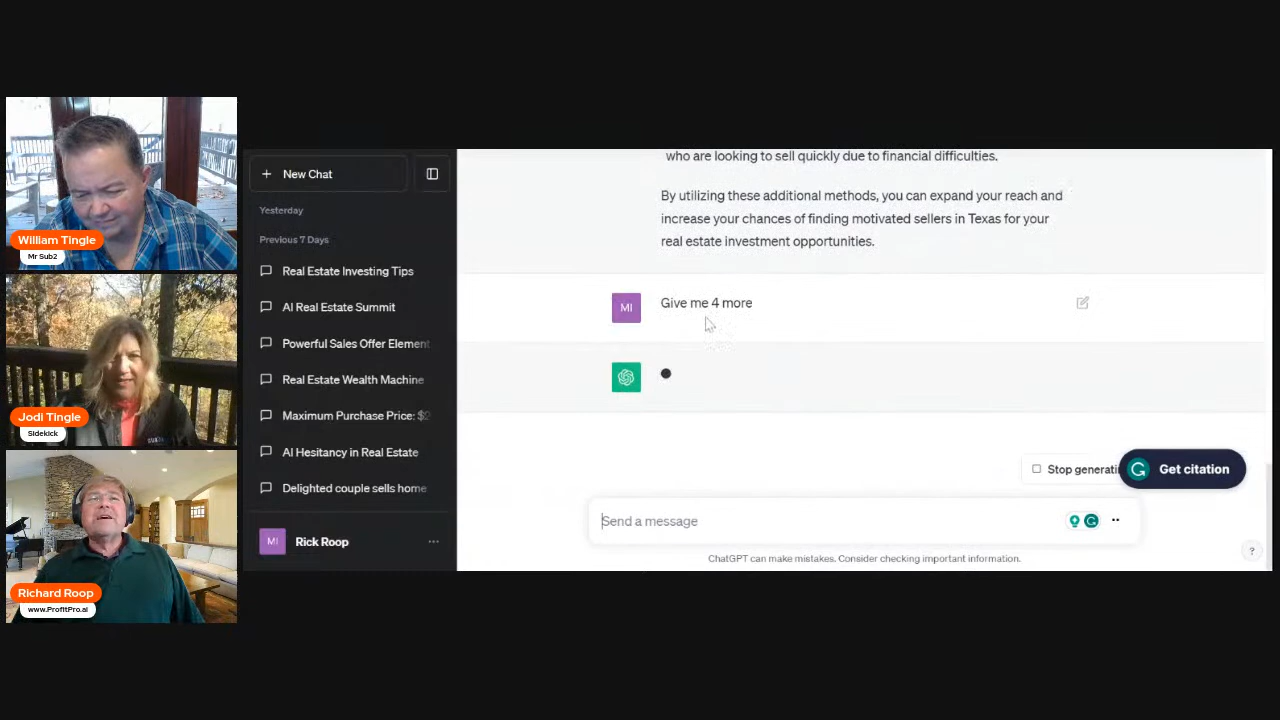 William Tingle
Mr Sub2
Jodi Tingle
Sidekick
Richard Roop
www.ProfitPro.ai
New Chat
Yesterday
Previous 7 Days
Real Estate Investing Tips
AI Real Estate Summit
Powerful Sales Offer Element
Real Estate Wealth Machine
Maximum Purchase Price: $2
AI Hesitancy in Real Estate
Delighted couple sells home
MI
Rick Roop
who are looking to sell quickly due to financial difficulties.
By utilizing these additional methods, you can expand your reach and
increase your chances of finding motivated sellers in Texas for your
real estate investment opportunities.
MI
Give me 4 more
Stop generati
Get citation
Send a message
ChatGPT can make mistakes. Consider checking important information.
?